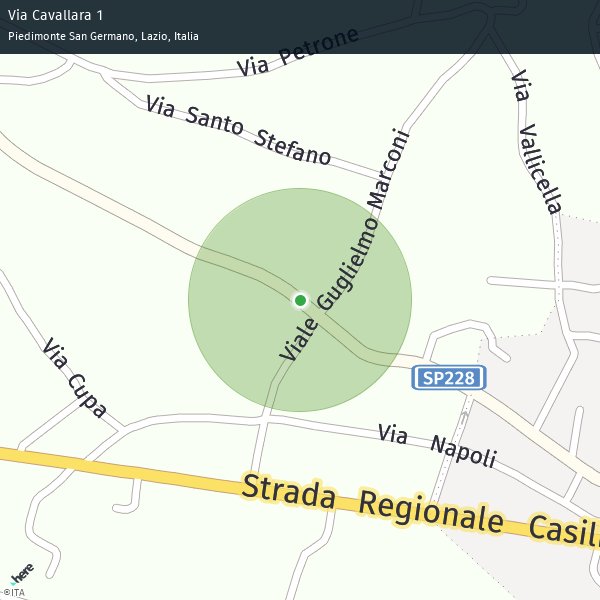 Via Cavallara 1
Piedimonte San Germano, Lazio, Italia
Via Petrone
Via Santo Stefano
Via Vallicella
Viale Guglielmo Marconi
Via Cupa
SP228
Via Napoli
Strada Regionale Casil
here
©ITA